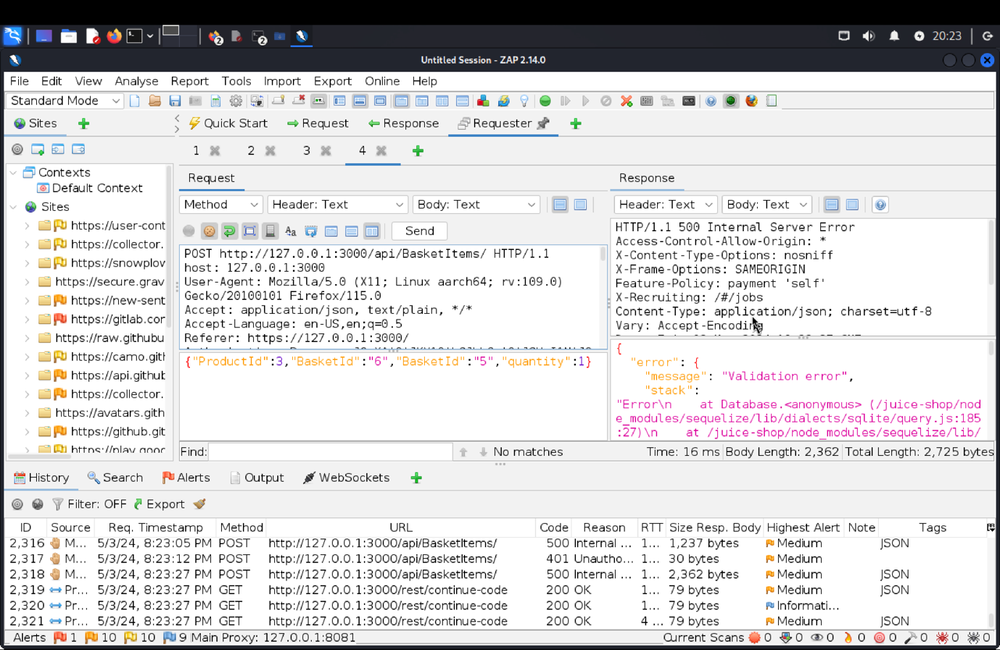 2
2
20:23
Untitled Session - ZAP 2.14.0
File Edit View Analyse Report Tools Import Export Online Help
Standard Mode
Sites
Quick Start Request Response Requester
1 2 3 4
Contexts
Default Context
Sites
https://user-cont
https://collector.
https://snowplow
https://secure.grav
https://new-sent
https://gitlab.cor
https://raw.githubu
https://camo.gitl
https://api.github
https://collector.
https://avatars.gith
https://github.git
https://play.goog
Request
Method Header: Text Body: Text
Send
POST http://127.0.0.1:3000/api/BasketItems/ HTTP/1.1
host: 127.0.0.1:3000
User-Agent: Mozilla/5.0 (X11; Linux aarch64; rv:109.0)
Gecko/20100101 Firefox/115.0
Accept: application/json, text/plain, */*
Accept-Language: en-US,en;q=0.5
Referer: https://127.0.0.1:3000/
{"ProductId":3,"BasketId":"6","BasketId":"5","quantity":1}
Response
Header: Text Body: Text
HTTP/1.1 500 Internal Server Error
Access-Control-Allow-Origin: *
X-Content-Type-Options: nosniff
X-Frame-Options: SAMEORIGIN
Feature-Policy: payment 'self'
X-Recruiting: /#/jobs
Content-Type: application/json; charset=utf-8
Vary: Accept-Encoding
{
"error": {
"message": "Validation error",
"stack":
"Error\n    at Database.<anonymous> (/juice-shop/nod
e_modules/sequelize/lib/dialects/sqlite/query.js:185
:27)\n    at /juice-shop/node_modules/sequelize/lib/
Find: No matches Time: 16 ms Body Length: 2,362 Total Length: 2,725 bytes
History Search Alerts Output WebSockets
Filter: OFF Export
ID Source Req. Timestamp Method URL Code Reason RTT Size Resp. Body Highest Alert Note Tags
2,316 M... 5/3/24, 8:23:05 PM POST http://127.0.0.1:3000/api/BasketItems/ 500 Internal ... 1... 1,237 bytes Medium JSON
2,317 M... 5/3/24, 8:23:12 PM POST http://127.0.0.1:3000/api/BasketItems/ 401 Unautho... 1... 30 bytes Medium
2,318 M... 5/3/24, 8:23:27 PM POST http://127.0.0.1:3000/api/BasketItems/ 500 Internal ... 1... 2,362 bytes Medium JSON
2,319 Pr... 5/3/24, 8:23:27 PM GET http://127.0.0.1:3000/rest/continue-code 200 OK 1... 79 bytes Medium JSON
2,320 Pr... 5/3/24, 8:23:27 PM GET http://127.0.0.1:3000/rest/continue-code 200 OK 1... 79 bytes Informati...
2,321 Pr... 5/3/24, 8:23:27 PM GET http://127.0.0.1:3000/rest/continue-code 200 OK 4 ... 79 bytes Medium JSON
Alerts 1 10 10 9 Main Proxy: 127.0.0.1:8081 Current Scans 0 0 0 0 0 0 0 0